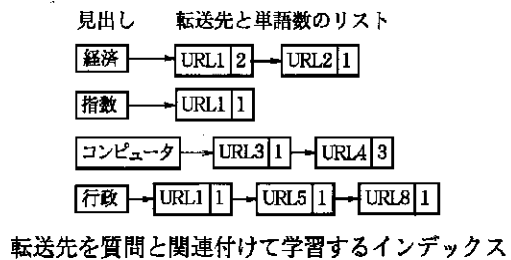 見出し 転送先と単語数のリスト
経済 URL1 2 URL2 1
指数 URL1 1
コンピュータ URL3 1 URL4 3
行政 URL1 1 URL5 1 URL8 1
転送先を質問と関連付けて学習するインデックス